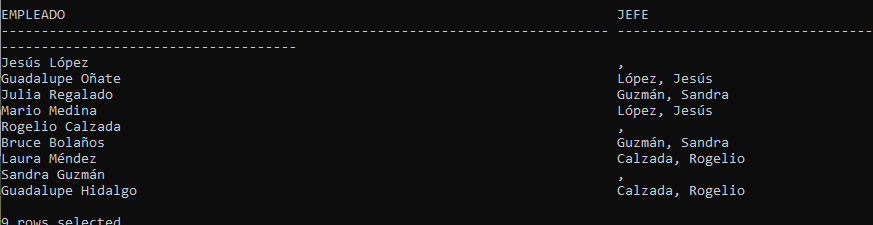 EMPLEADO JEFE
---------------------------------------------------------------------------- --------------------------------
-------------------------------------
Jesús López ,
Guadalupe Oñate López, Jesús
Julia Regalado Guzmán, Sandra
Mario Medina López, Jesús
Rogelio Calzada ,
Bruce Bolaños Guzmán, Sandra
Laura Méndez Calzada, Rogelio
Sandra Guzmán ,
Guadalupe Hidalgo Calzada, Rogelio
9 rows selected